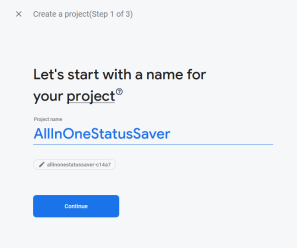 Create a project(Step 1 of 3)
Let's start with a name for
your project
Project name
AllInOneStatusSaver
allinonestatussaver-c14a7
Continue